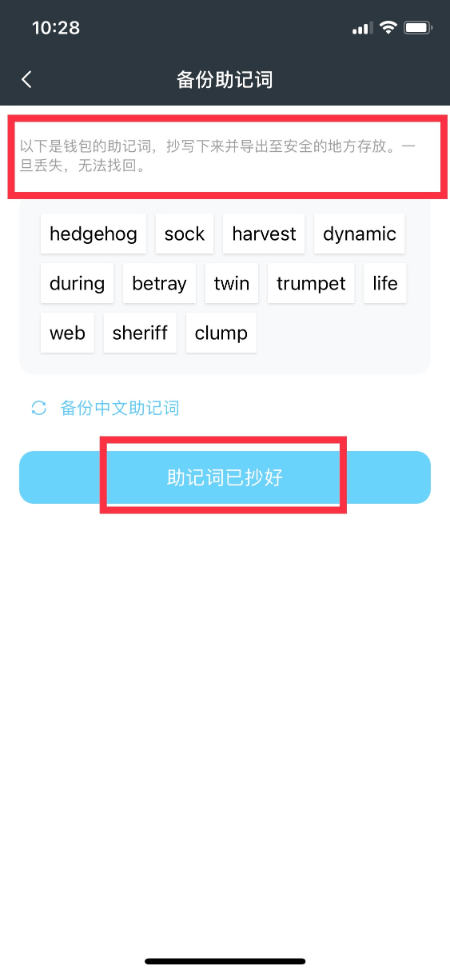 10:28
备份助记词
以下是钱包的助记词，抄写下来并导出至安全的地方存放。一
旦丢失，无法找回。
hedgehog sock harvest dynamic
during betray twin trumpet life
web sheriff clump
备份中文助记词
助记词已抄好